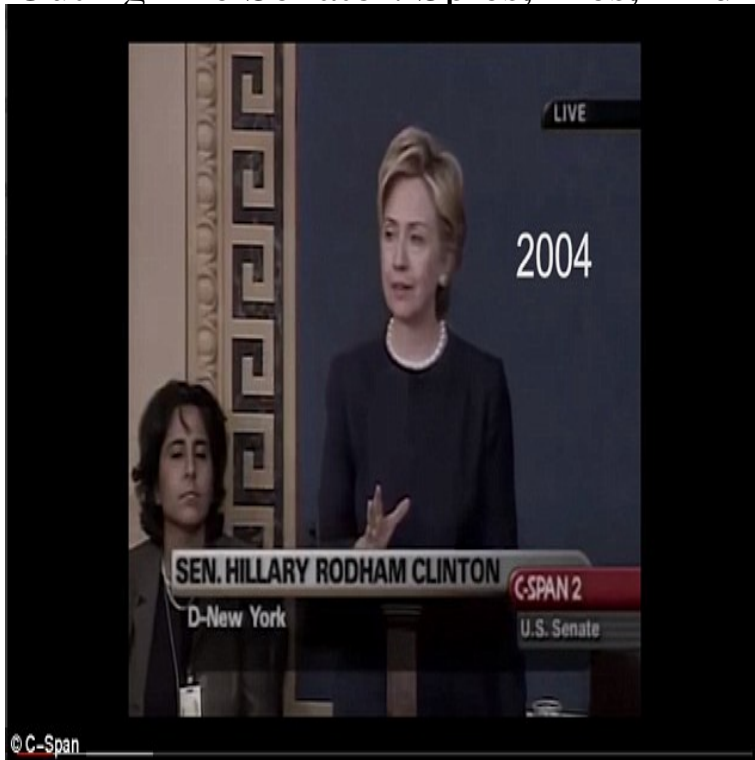 LIVE
2004
SEN. HILLARY RODHAM CLINTON
D-New York
C-SPAN 2
U.S. Senate
© C-Span